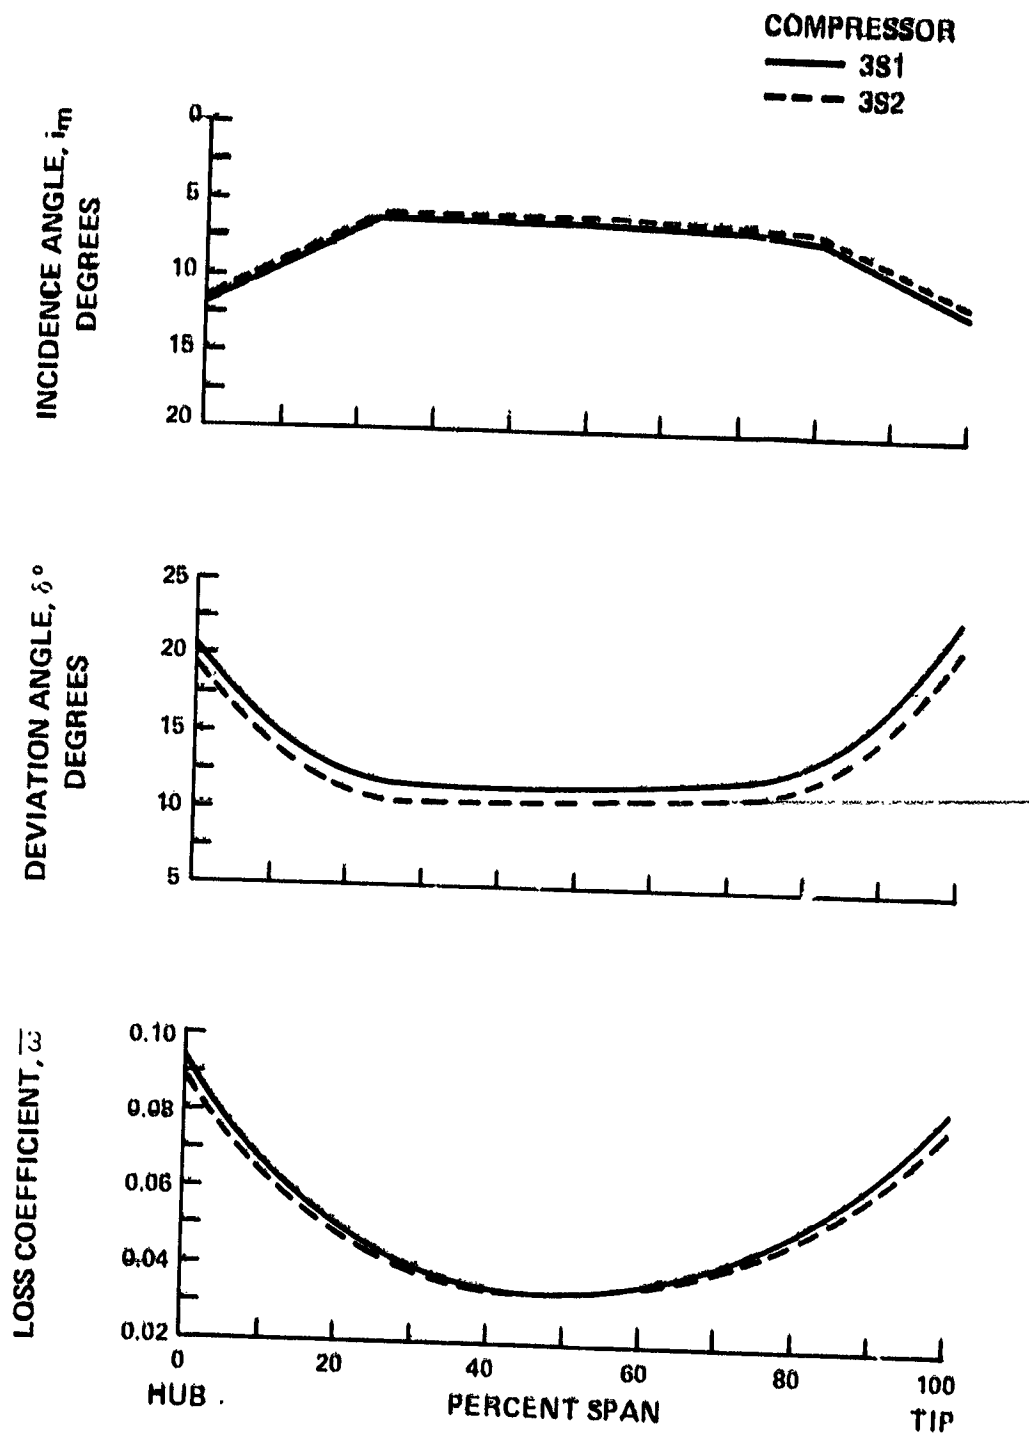 COMPRESSOR
3S1
3S2
INCIDENCE ANGLE, im
DEGREES
0
5
10
15
20
DEVIATION ANGLE, δ°
DEGREES
25
20
15
10
5
LOSS COEFFICIENT, ω̅
0.10
0.08
0.06
0.04
0.02
0 20 40 60 80 100
HUB . PERCENT SPAN TIP